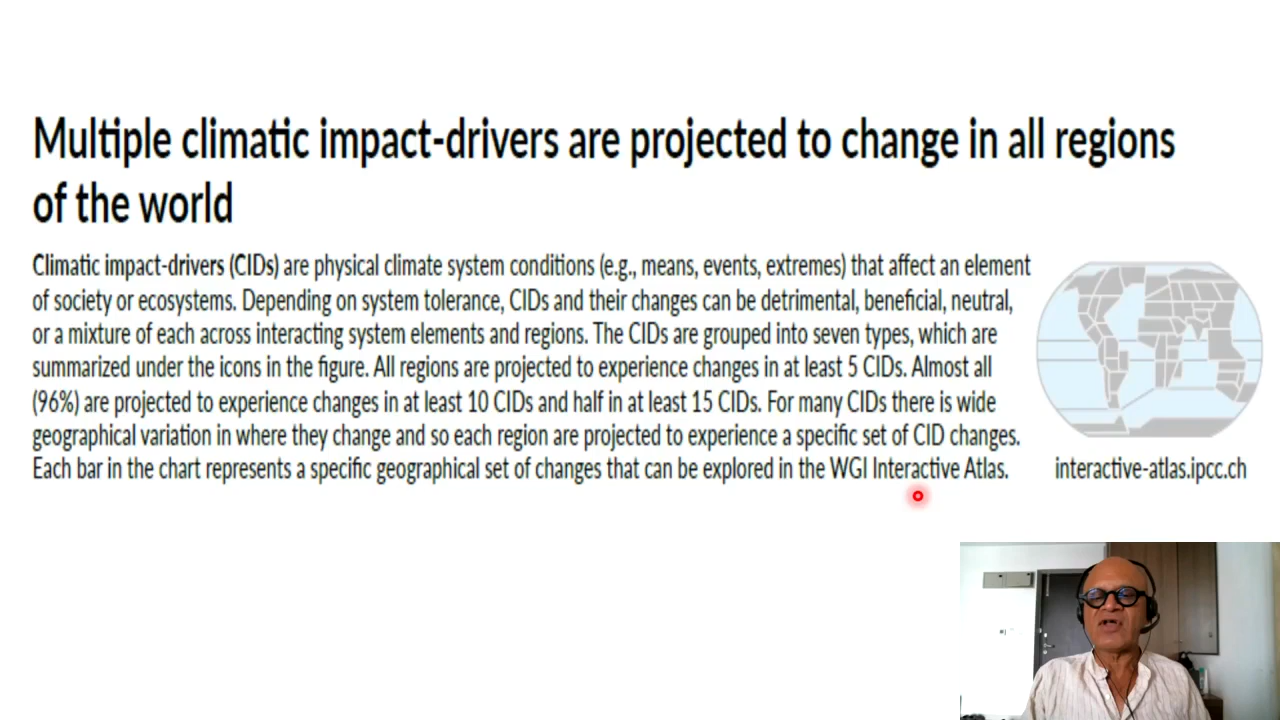 Multiple climatic impact-drivers are projected to change in all regions
of the world
Climatic impact-drivers (CIDs) are physical climate system conditions (e.g., means, events, extremes) that affect an element
of society or ecosystems. Depending on system tolerance, CIDs and their changes can be detrimental, beneficial, neutral,
or a mixture of each across interacting system elements and regions. The CIDs are grouped into seven types, which are
summarized under the icons in the figure. All regions are projected to experience changes in at least 5 CIDs. Almost all
(96%) are projected to experience changes in at least 10 CIDs and half in at least 15 CIDs. For many CIDs there is wide
geographical variation in where they change and so each region are projected to experience a specific set of CID changes.
Each bar in the chart represents a specific geographical set of changes that can be explored in the WGI Interactive Atlas.
interactive-atlas.ipcc.ch